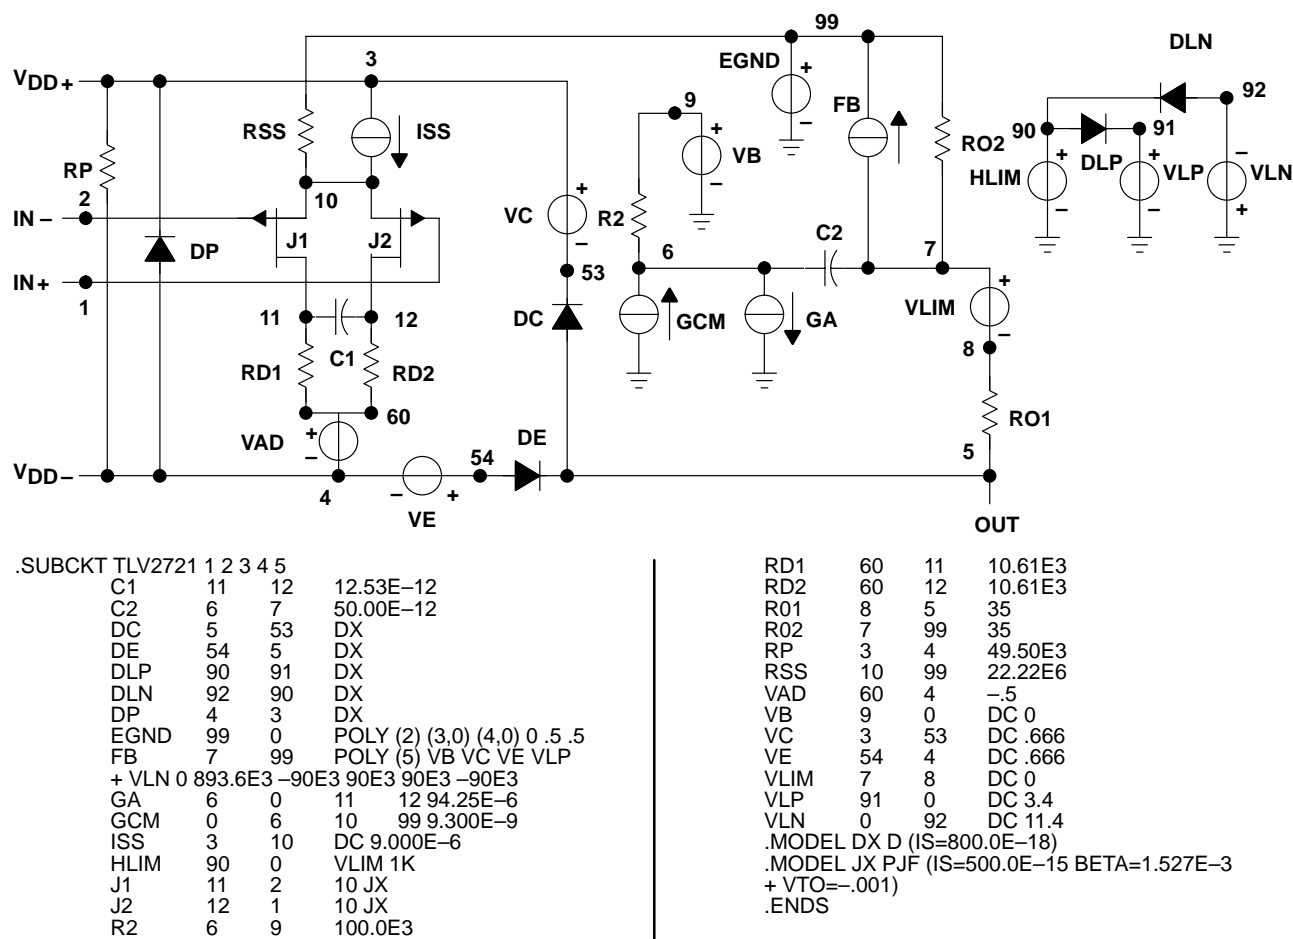 99
DLN
3
VDD+
EGND
+
9
FB
92
RSS
ISS
+
90
91
–
VB
RO2
DLP
RP
–
+
+
–
10
HLIM
VLP
VLN
2
+
–
–
+
IN–
VC
R2
J1
J2
–
C2
DP
6
7
IN+
53
+
1
VLIM
11
12
DC
GCM
GA
–
C1
8
RD1
RD2
60
RO1
VAD
+
DE
–
54
5
VDD–
4
–
+
VE
OUT
.SUBCKT TLV2721 1 2 3 4 5
C1 11 12 12.53E–12
C2 6 7 50.00E–12
DC 5 53 DX
DE 54 5 DX
DLP 90 91 DX
DLN 92 90 DX
DP 4 3 DX
EGND 99 0 POLY (2) (3,0) (4,0) 0 .5 .5
FB 7 99 POLY (5) VB VC VE VLP
+ VLN 0 893.6E3 –90E3 90E3 90E3 –90E3
GA 6 0 11 12 94.25E–6
GCM 0 6 10 99 9.300E–9
ISS 3 10 DC 9.000E–6
HLIM 90 0 VLIM 1K
J1 11 2 10 JX
J2 12 1 10 JX
R2 6 9 100.0E3
RD1 60 11 10.61E3
RD2 60 12 10.61E3
R01 8 5 35
R02 7 99 35
RP 3 4 49.50E3
RSS 10 99 22.22E6
VAD 60 4 –.5
VB 9 0 DC 0
VC 3 53 DC .666
VE 54 4 DC .666
VLIM 7 8 DC 0
VLP 91 0 DC 3.4
VLN 0 92 DC 11.4
.MODEL DX D (IS=800.0E–18)
.MODEL JX PJF (IS=500.0E–15 BETA=1.527E–3
+ VTO=–.001)
.ENDS